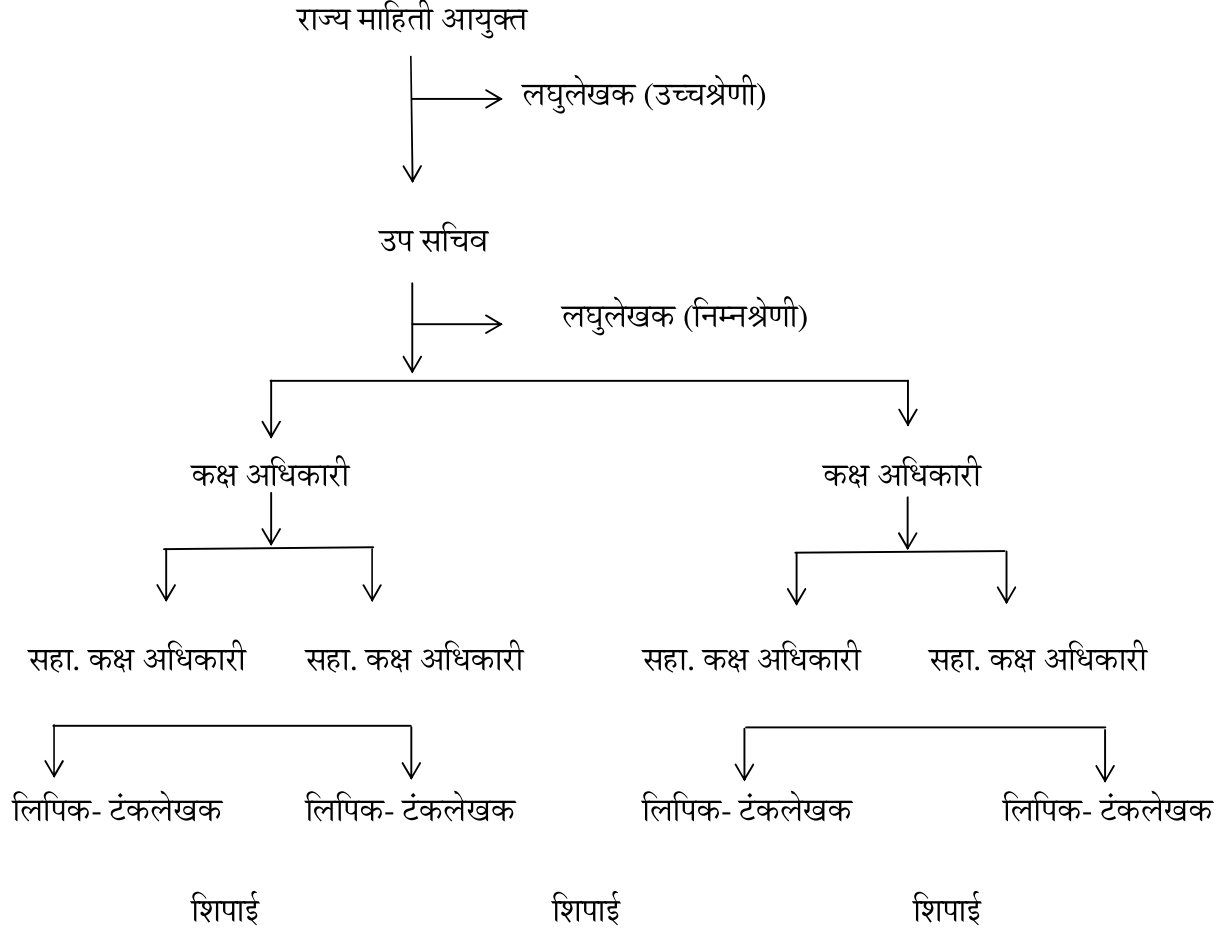 राज्य माहिती आयुक्त
लघुलेखक (उच्चश्रेणी)
उप सचिव
लघुलेखक (निम्नश्रेणी)
कक्ष अधिकारी कक्ष अधिकारी
सहा. कक्ष अधिकारी सहा. कक्ष अधिकारी सहा. कक्ष अधिकारी सहा. कक्ष अधिकारी
लिपिक- टंकलेखक लिपिक- टंकलेखक लिपिक- टंकलेखक लिपिक- टंकलेखक
शिपाई शिपाई शिपाई